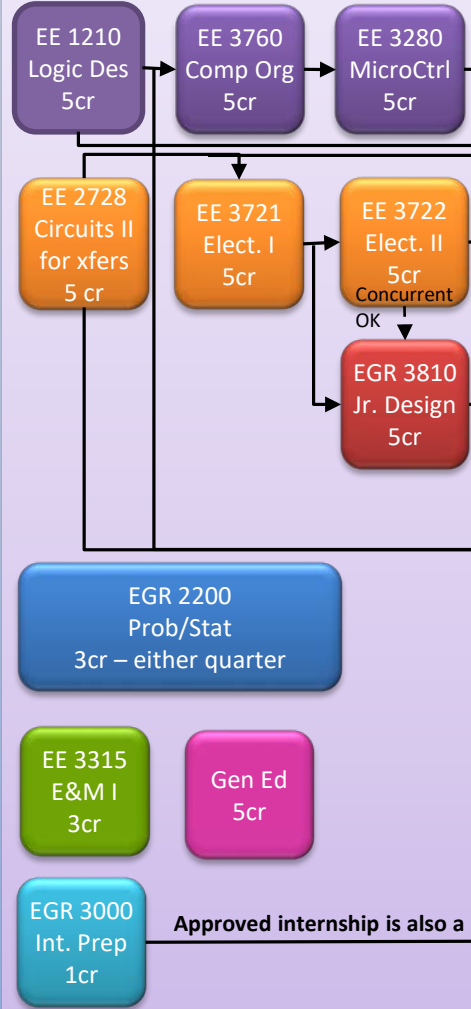 EE 1210
Logic Des
5cr
EE 3760
Comp Org
5cr
EE 3280
MicroCtrl
5cr
EE 2728
Circuits II
for xfers
5 cr
EE 3721
Elect. I
5cr
EE 3722
Elect. II
5cr
Concurrent
OK
EGR 3810
Jr. Design
5cr
EGR 2200
Prob/Stat
3cr – either quarter
EE 3315
E&M I
3cr
Gen Ed
5cr
EGR 3000
Int. Prep
1cr
Approved internship is also a